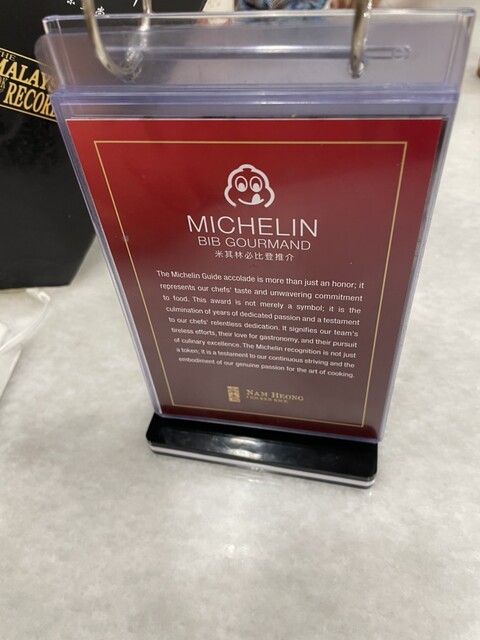 THE
MALAYS
RECOR
MICHELIN
BIB GOURMAND
米其林必比登推介
The Michelin Guide accolade is more than just an honor; it
represents our chefs' taste and unwavering commitment
to food. This award is not merely a symbol; it is the
culmination of years of dedicated passion and a testament
to our chefs' relentless dedication. It signifies our team's
tireless efforts, their love for gastronomy, and their pursuit
of culinary excellence. The Michelin recognition is not just
a token; it is a testament to our continuous striving and the
embodiment of our genuine passion for the art of cooking.
NAM HEONG